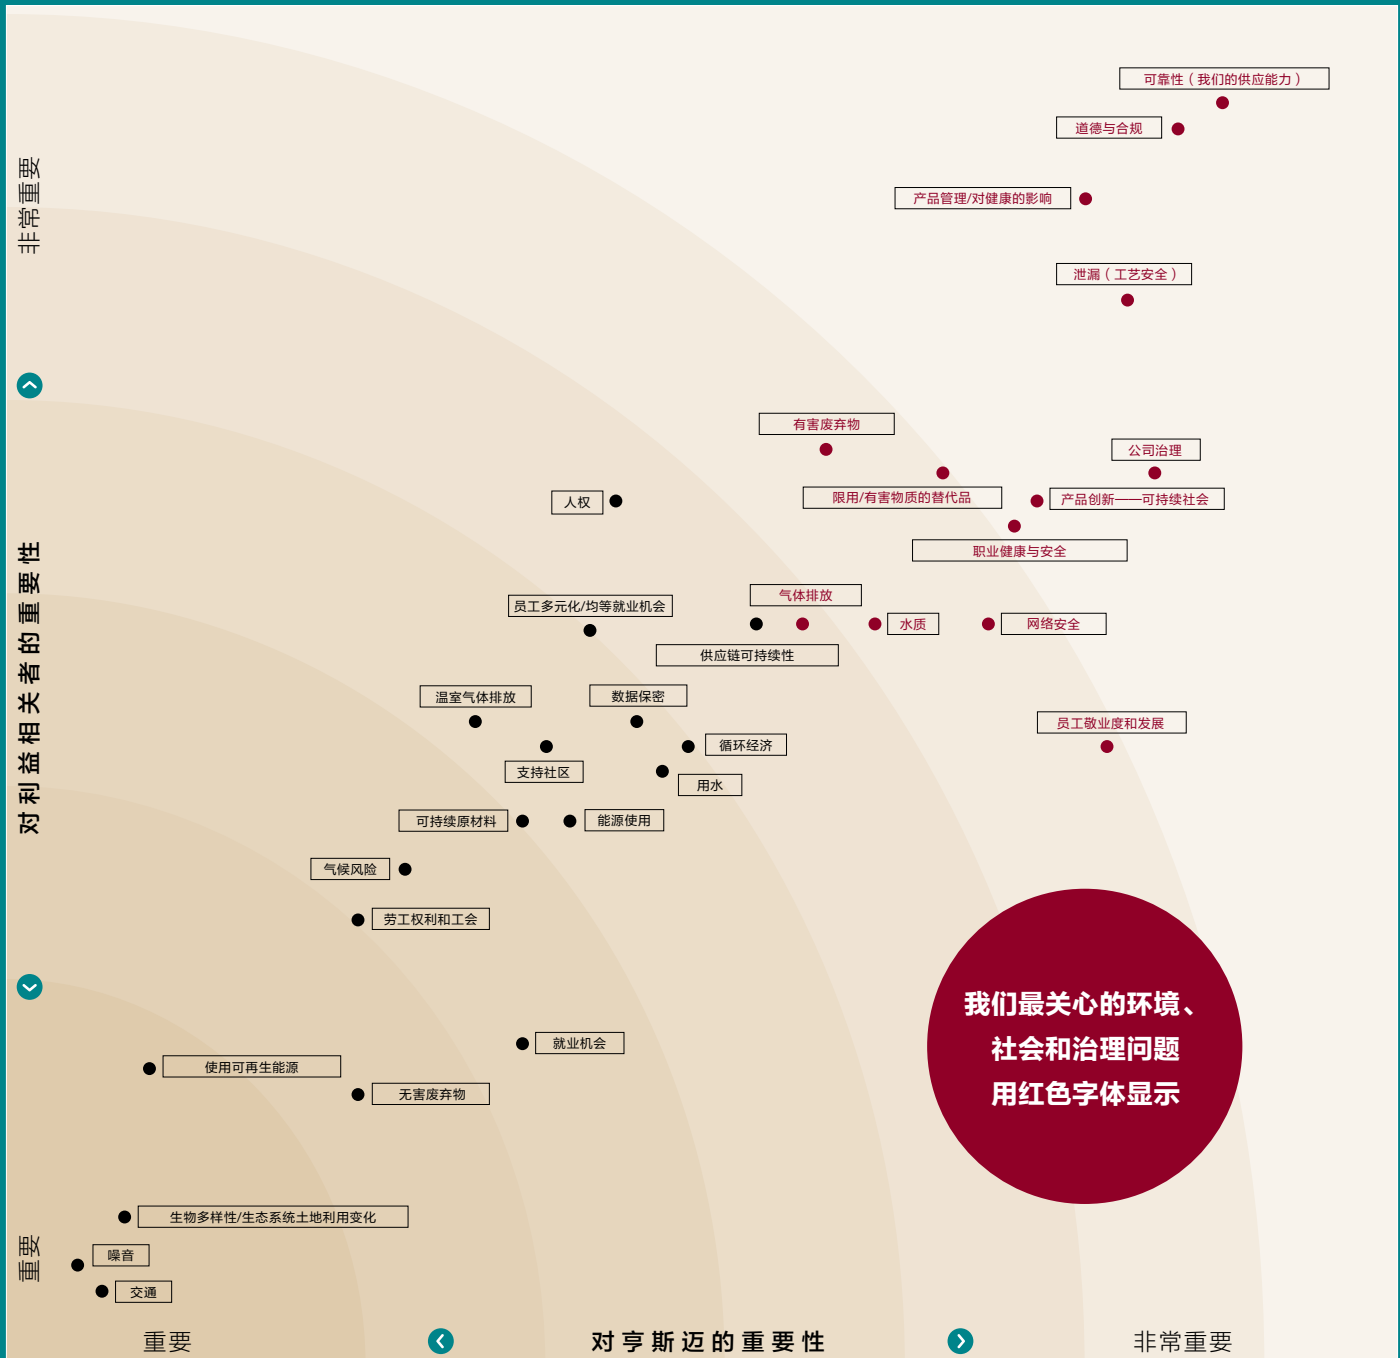 可靠性（我们的供应能力）
道德与合规
产品管理/对健康的影响
非常重要
泄漏（工艺安全）
有害废弃物
公司治理
限用/有害物质的替代品
产品创新——可持续社会
人权
职业健康与安全
对利益相关者的重要性
气体排放
员工多元化/均等就业机会
水质
网络安全
供应链可持续性
温室气体排放
数据保密
员工敬业度和发展
循环经济
支持社区
用水
可持续原材料
能源使用
气候风险
劳工权利和工会
我们最关心的环境、
社会和治理问题
用红色字体显示
就业机会
使用可再生能源
无害废弃物
生物多样性/生态系统土地利用变化
重要
噪音
交通
重要
对亨斯迈的重要性
非常重要